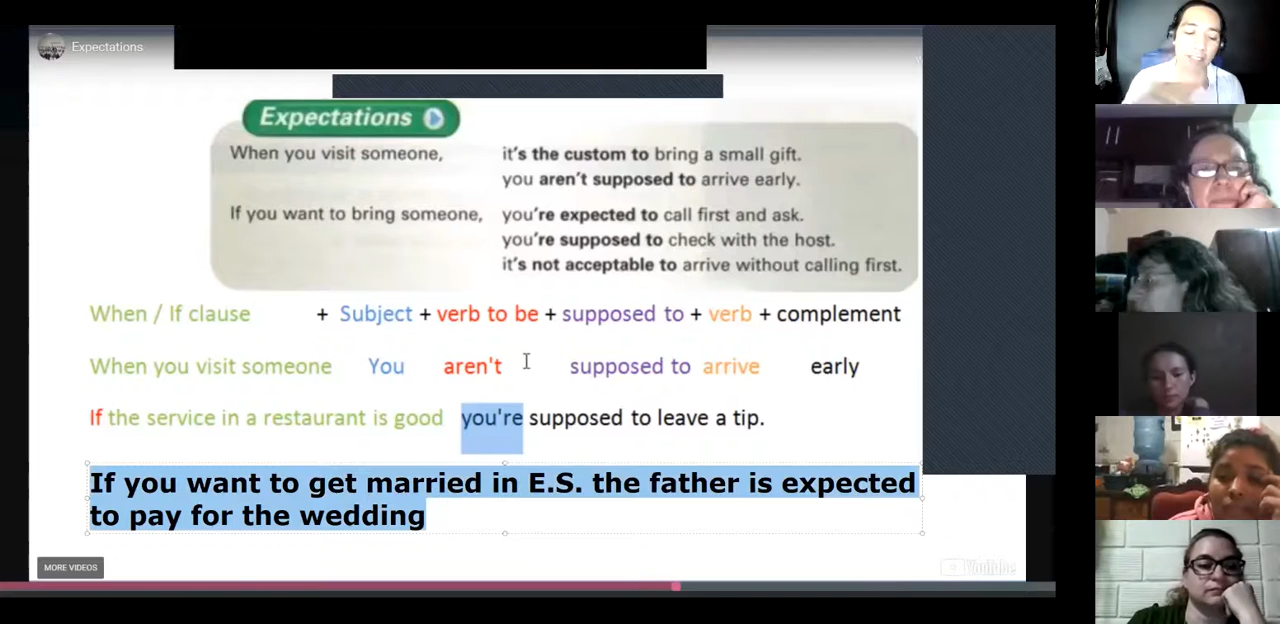 Expectations
Expectations
When you visit someone, it's the custom to bring a small gift.
you aren't supposed to arrive early.
If you want to bring someone, you're expected to call first and ask.
you're supposed to check with the host.
it's not acceptable to arrive without calling first.
When / If clause + Subject + verb to be + supposed to + verb + complement
When you visit someone You aren't supposed to arrive early
If the service in a restaurant is good you're supposed to leave a tip.
If you want to get married in E.S. the father is expected
to pay for the wedding
MORE VIDEOS
YouTube